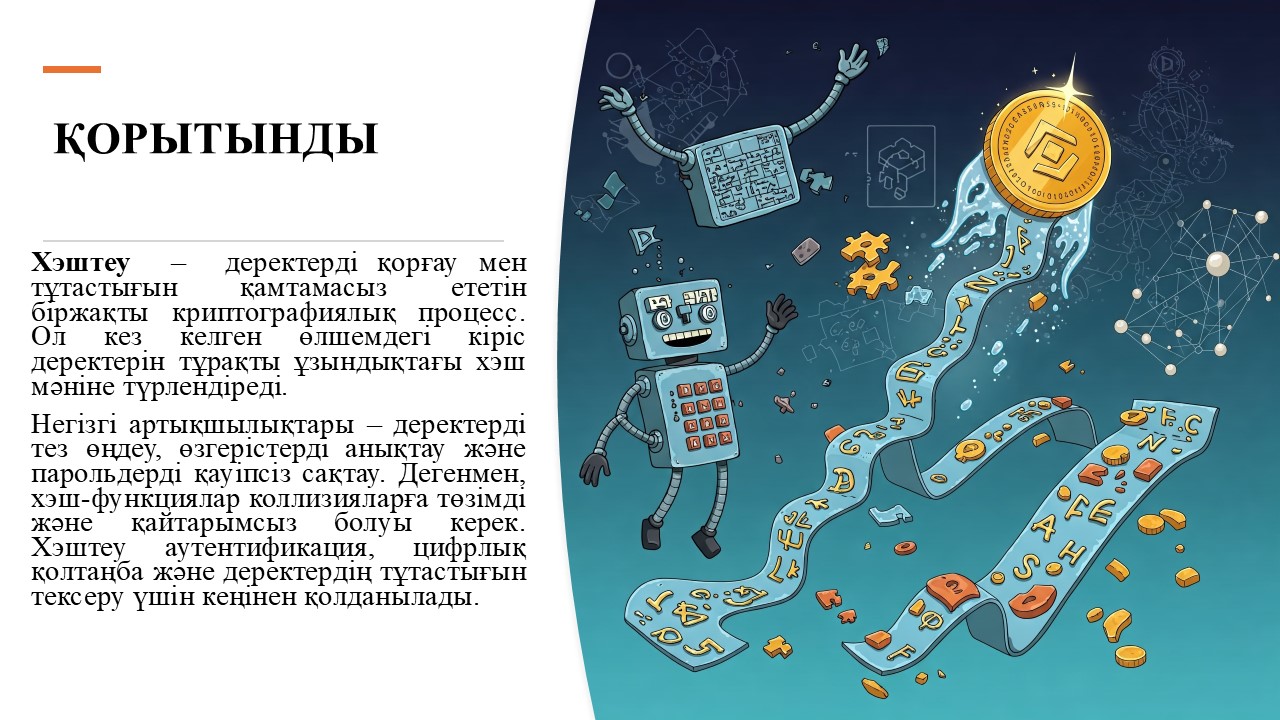 ҚОРЫТЫНДЫ
Хэштеу – деректерді қорғау мен
тұтастығын қамтамасыз ететін
біржақты криптографиялық процесс.
Ол кез келген өлшемдегі кіріс
деректерін тұрақты ұзындықтағы хэш
мәніне түрлендіреді.
Негізгі артықшылықтары – деректерді
тез өңдеу, өзгерістерді анықтау және
парольдерді қауіпсіз сақтау. Дегенмен,
хэш-функциялар коллизияларға төзімді
және қайтарымсыз болуы керек.
Хэштеу аутентификация, цифрлық
қолтаңба және деректердің тұтастығын
тексеру үшін кеңінен қолданылады.